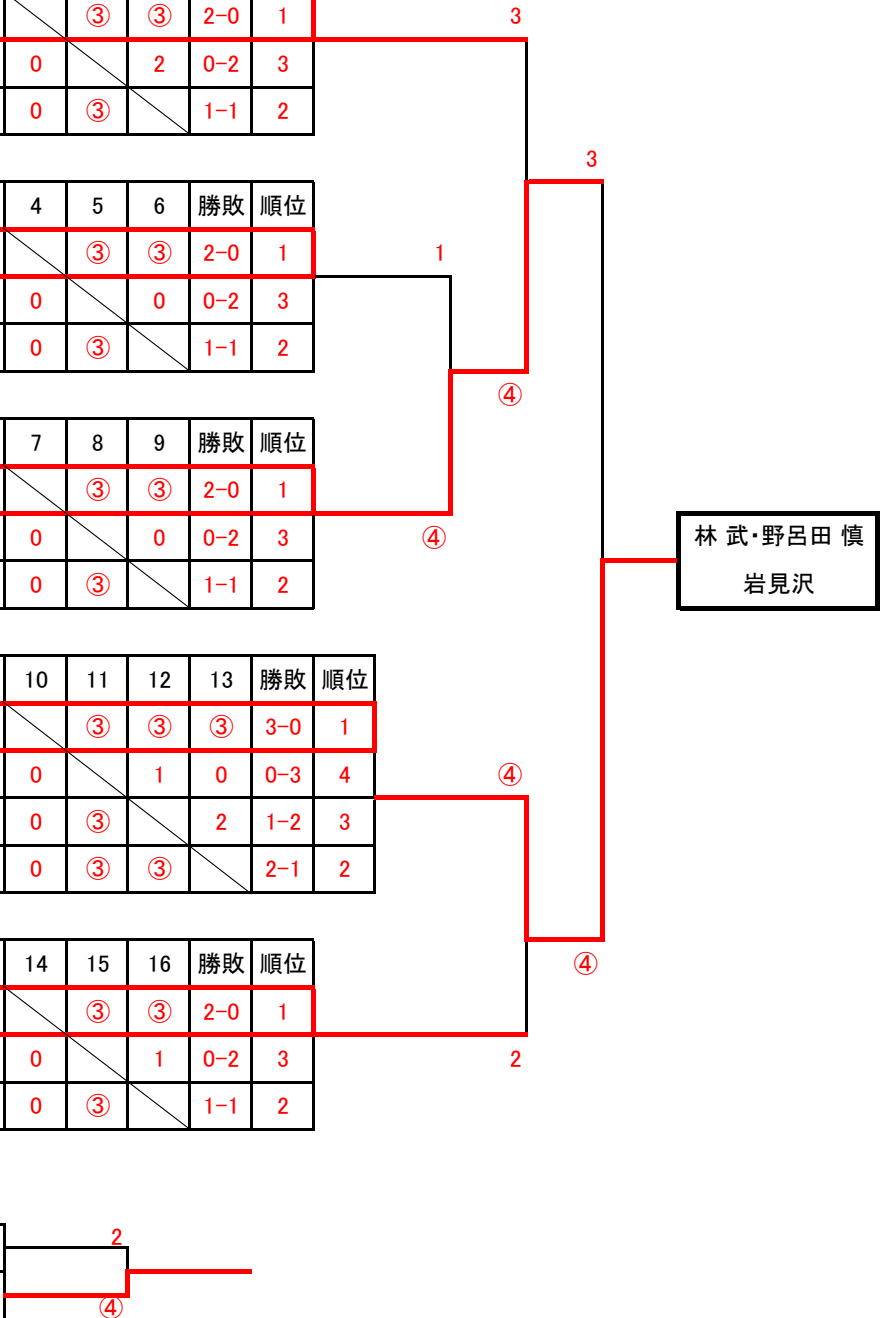 ③ ③ 2-0 1 3
0 2 0-2 3
0 ③ 1-1 2
3
4 5 6 勝敗 順位
③ ③ 2-0 1 1
0 0 0-2 3
0 ③ 1-1 2
④
7 8 9 勝敗 順位
③ ③ 2-0 1
0 0 0-2 3 ④
0 ③ 1-1 2
林 武・野呂田 慎
岩見沢
10 11 12 13 勝敗 順位
③ ③ ③ 3-0 1
0 1 0 0-3 4 ④
0 ③ 2 1-2 3
0 ③ ③ 2-1 2
14 15 16 勝敗 順位 ④
③ ③ 2-0 1
0 1 0-2 3 2
0 ③ 1-1 2
2
④